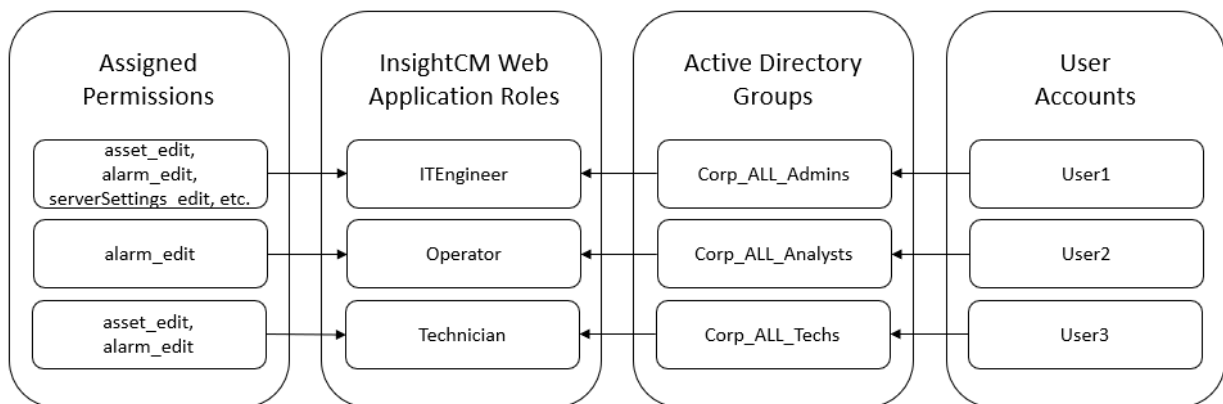 Assigned
Permissions
InsightCM Web
Application Roles
Active Directory
Groups
User
Accounts
asset_edit,
alarm_edit,
serverSettings_edit, etc.
ITEngineer
Corp_ALL_Admins
User1
alarm_edit
Operator
Corp_ALL_Analysts
User2
asset_edit,
alarm_edit
Technician
Corp_ALL_Techs
User3